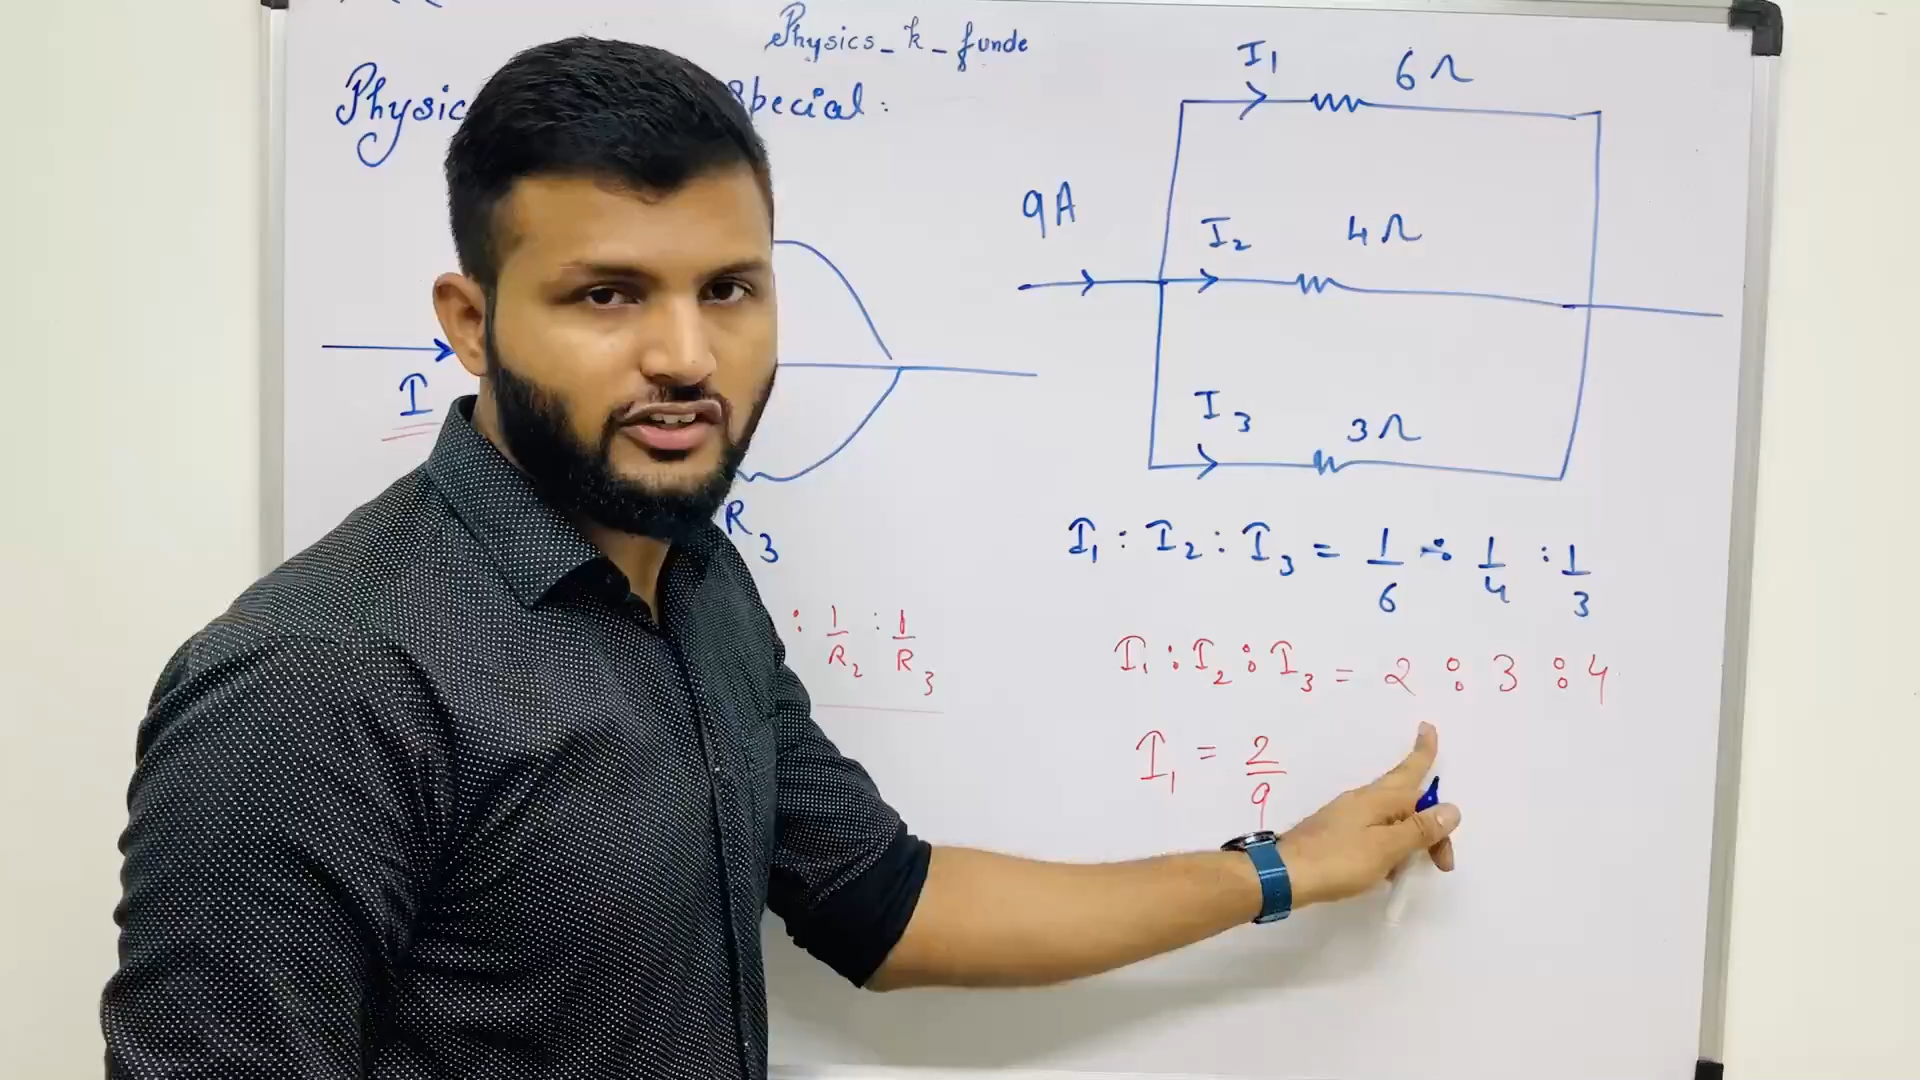 Physics_k_funde
Physic special :
I
R3
: 1/R2 : 1/R3
I1 6Ω
9A
I2 4Ω
I3 3Ω
I1 : I2 : I3 = 1/6 : 1/4 : 1/3
I1 : I2 : I3 = 2 : 3 : 4
I1 = 2/9